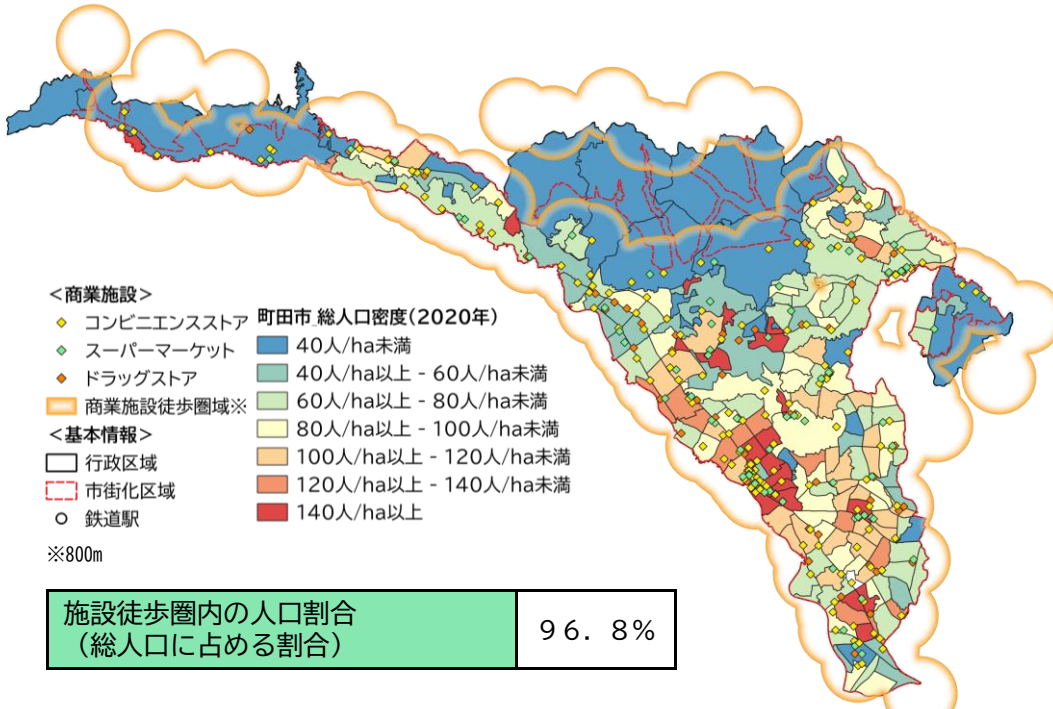 <商業施設>
コンビニエンスストア
スーパーマーケット
ドラッグストア
商業施設徒歩圏域※
<基本情報>
行政区域
市街化区域
鉄道駅
※800m
町田市_総人口密度(2020年)
40人/ha未満
40人/ha以上 - 60人/ha未満
60人/ha以上 - 80人/ha未満
80人/ha以上 - 100人/ha未満
100人/ha以上 - 120人/ha未満
120人/ha以上 - 140人/ha未満
140人/ha以上
施設徒歩圏内の人口割合
(総人口に占める割合)
96.8%